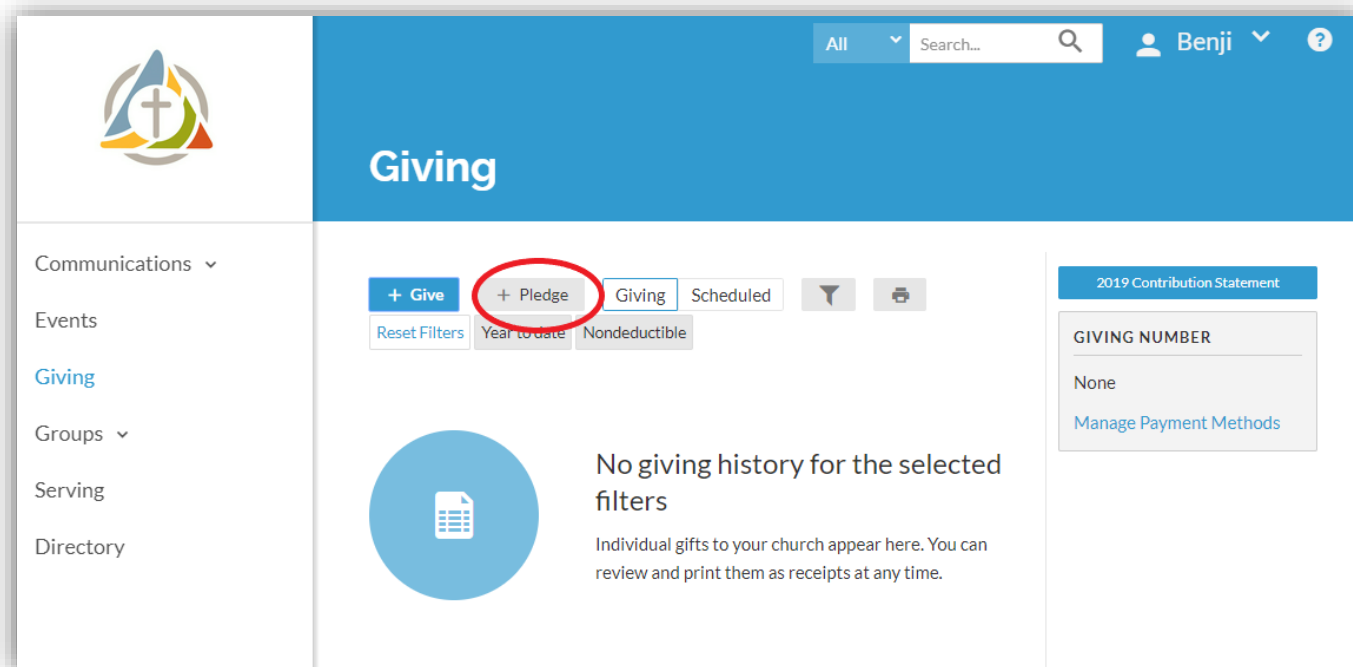 All Search... Benji ?
Giving
Communications
Events
Giving
Groups
Serving
Directory
+ Give + Pledge Giving Scheduled
Reset Filters Year to date Nondeductible
No giving history for the selected
filters
Individual gifts to your church appear here. You can
review and print them as receipts at any time.
2019 Contribution Statement
GIVING NUMBER
None
Manage Payment Methods